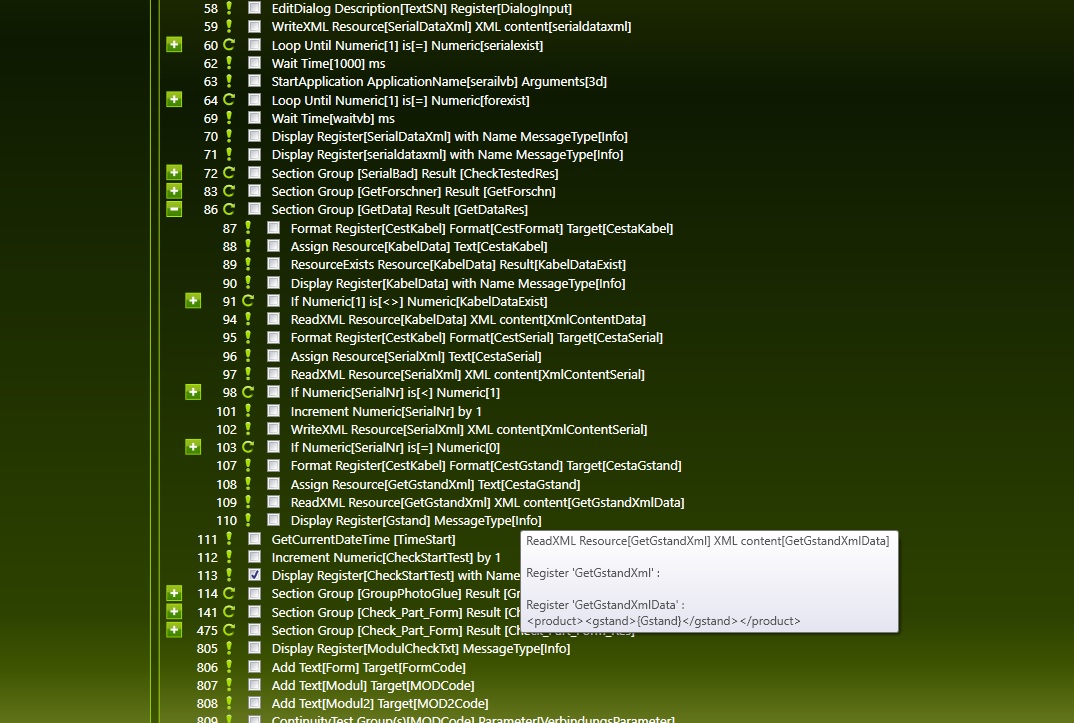 58 EditDialog Description[TextSN] Register[DialogInput]
59 WriteXML Resource[SerialDataXml] XML content[serialdataxml]
60 Loop Until Numeric[1] is[=] Numeric[serialexist]
62 Wait Time[1000] ms
63 StartApplication ApplicationName[serailvb] Arguments[3d]
64 Loop Until Numeric[1] is[=] Numeric[forexist]
69 Wait Time[waitvb] ms
70 Display Register[SerialDataXml] with Name MessageType[Info]
71 Display Register[serialdataxml] with Name MessageType[Info]
72 Section Group [SerialBad] Result [CheckTestedRes]
83 Section Group [GetForschner] Result [GetForschn]
86 Section Group [GetData] Result [GetDataRes]
87 Format Register[CestKabel] Format[CestFormat] Target[CestaKabel]
88 Assign Resource[KabelData] Text[CestaKabel]
89 ResourceExists Resource[KabelData] Result[KabelDataExist]
90 Display Register[KabelData] with Name MessageType[Info]
91 If Numeric[1] is[<>] Numeric[KabelDataExist]
94 ReadXML Resource[KabelData] XML content[XmlContentData]
95 Format Register[CestKabel] Format[CestSerial] Target[CestaSerial]
96 Assign Resource[SerialXml] Text[CestaSerial]
97 ReadXML Resource[SerialXml] XML content[XmlContentSerial]
98 If Numeric[SerialNr] is[<] Numeric[1]
101 Increment Numeric[SerialNr] by 1
102 WriteXML Resource[SerialXml] XML content[XmlContentSerial]
103 If Numeric[SerialNr] is[=] Numeric[0]
107 Format Register[CestKabel] Format[CestGstand] Target[CestaGstand]
108 Assign Resource[GetGstandXml] Text[CestaGstand]
109 ReadXML Resource[GetGstandXml] XML content[GetGstandXmlData]
110 Display Register[Gstand] MessageType[Info]
111 GetCurrentDateTime [TimeStart]
112 Increment Numeric[CheckStartTest] by 1
113 Display Register[CheckStartTest] with Name
114 Section Group [GroupPhotoGlue] Result [Gr
141 Section Group [Check_Part_Form] Result [Ch
475 Section Group [Check_Part_Form] Result [Check_Part_Form_Res]
805 Display Register[ModulCheckTxt] MessageType[Info]
806 Add Text[Form] Target[FormCode]
807 Add Text[Modul] Target[MODCode]
808 Add Text[Modul2] Target[MOD2Code]
809 ContinuityTest Group(s)[MODCode] Parameter[VerbindungsParameter]
ReadXML Resource[GetGstandXml] XML content[GetGstandXmlData]
Register 'GetGstandXml' :
Register 'GetGstandXmlData' :
<product><gstand>{Gstand}</gstand></product>